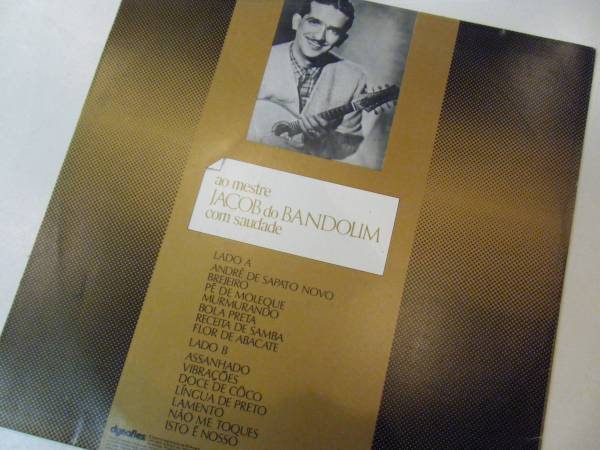 ao mestre
JACOB do BANDOLIM
com saudade
LADO A
ANDRÉ DE SAPATO NOVO
BREJEIRO
PÉ DE MOLEQUE
MURMURANDO
BOLA PRETA
RECEITA DE SAMBA
FLOR DE ABACATE
LADO B
ASSANHADO
VIBRAÇÕES
DOCE DE CÔCO
LÍNGUA DE PRETO
LAMENTO
NÃO ME TOQUES
ISTO É NOSSO